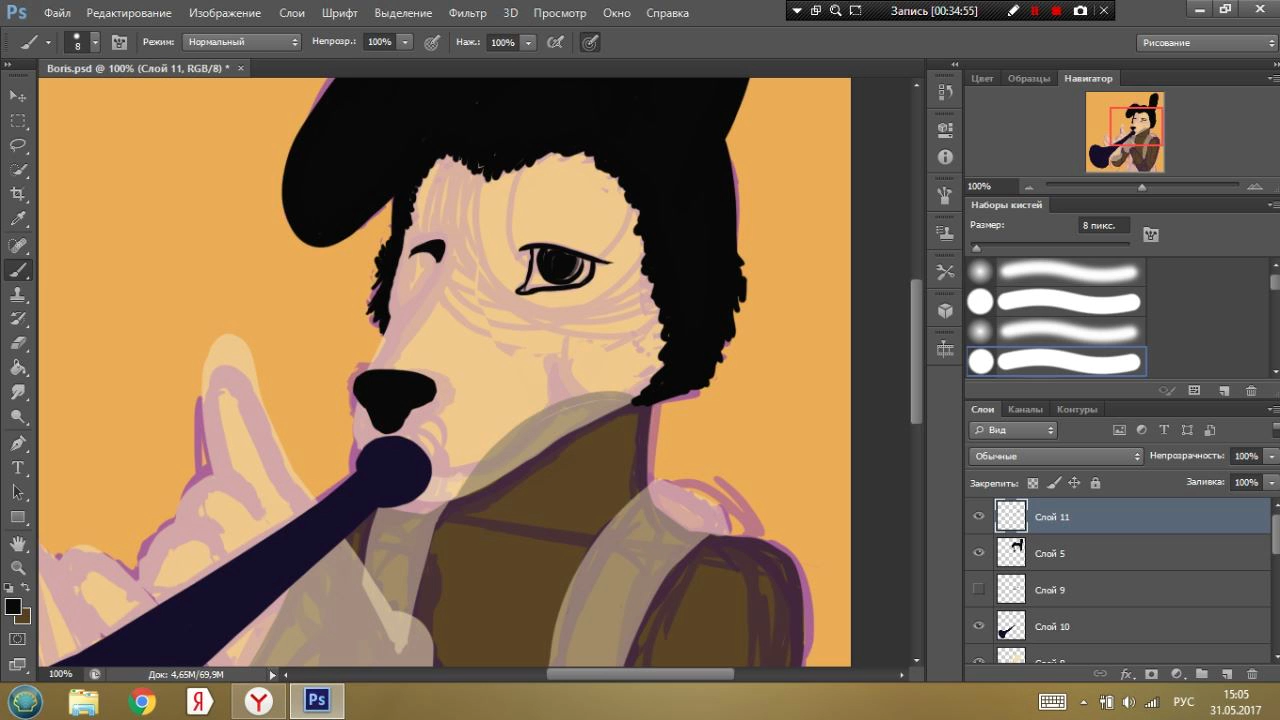 Ps Файл Редактирование Изображение Слои Шрифт Выделение Фильтр 3D Просмотр Окно Справка
Запись [00:34:55]
8 Режим: Нормальный Непрозр.: 100% Наж.: 100% Рисование
Boris.psd @ 100% (Слой 11, RGB/8) * ×
Цвет Образцы Навигатор
100%
Наборы кистей
Размер: 8 пикс.
Слои Каналы Контуры
Вид
Обычные Непрозрачность: 100%
Закрепить: Заливка: 100%
Слой 11
Слой 5
Слой 9
Слой 10
100% Док: 4,65M/69,9M
Я Y Ps РУС 15:05
31.05.2017